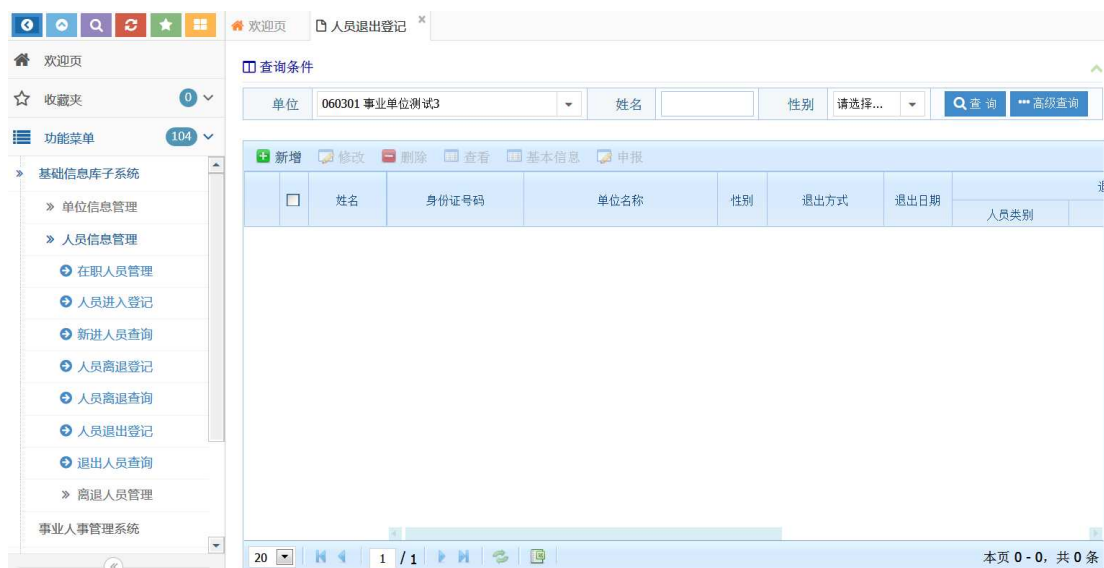 欢迎页
人员退出登记
欢迎页
收藏夹 0
功能菜单 104
基础信息库子系统
单位信息管理
人员信息管理
在职人员管理
人员进入登记
新进人员查询
人员离退登记
人员离退查询
人员退出登记
退出人员查询
离退人员管理
事业人事管理系统
查询条件
单位 060301 事业单位测试3 姓名 性别 请选择... 查 询 高级查询
新增 修改 删除 查看 基本信息 申报
姓名 身份证号码 单位名称 性别 退出方式 退出日期
人员类别
20 1 / 1 本页 0 - 0, 共 0 条